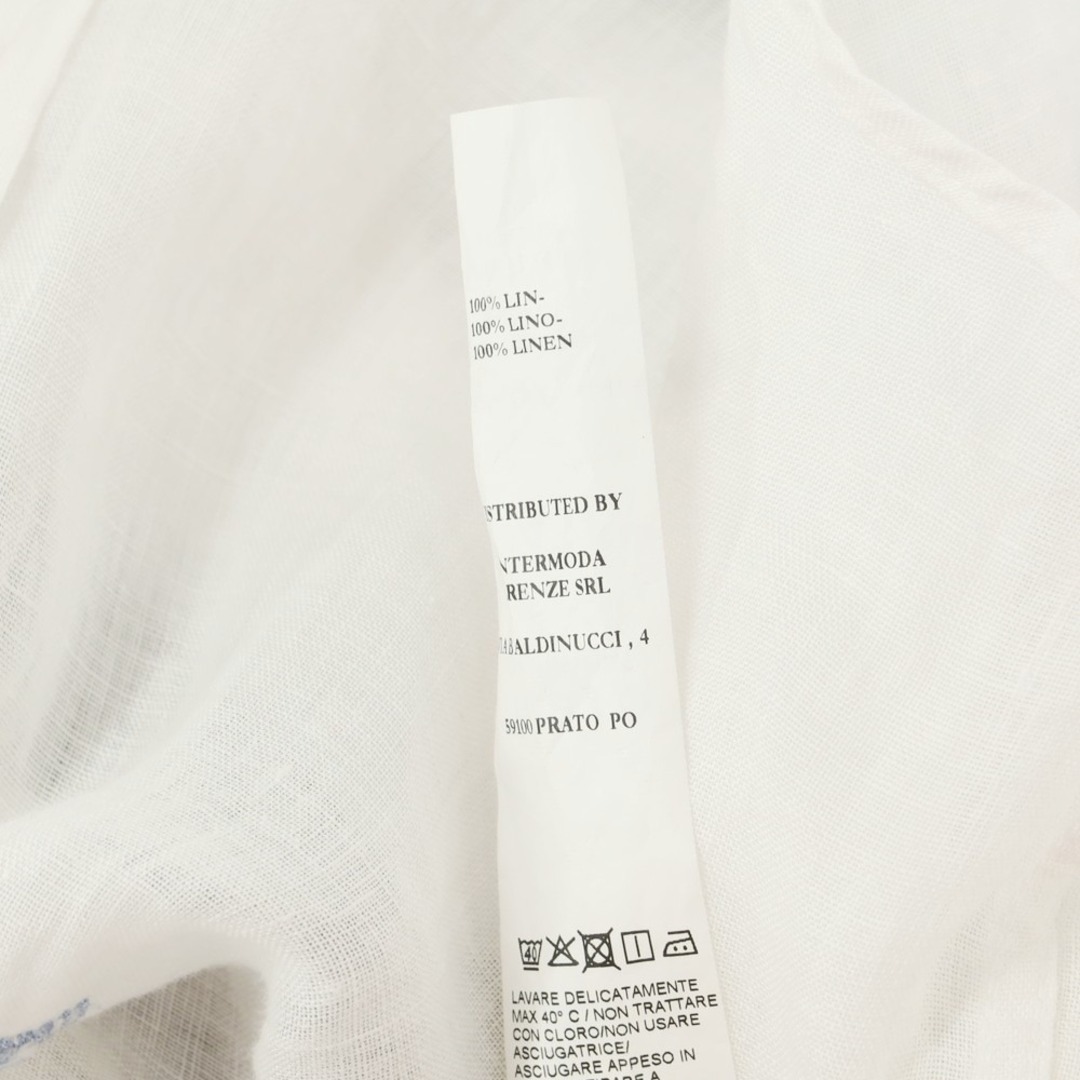 100% LIN-
100% LINO-
100% LINEN
STRIBUTED BY
NTERMODA
RENZE SRL
BALDINUCCI , 4
59100 PRATO PO
40
LAVARE DELICATAMENTE
MAX 40° C / NON TRATTARE
CON CLORO/NON USARE
ASCIUGATRICE/
ASCIUGARE APPESO IN